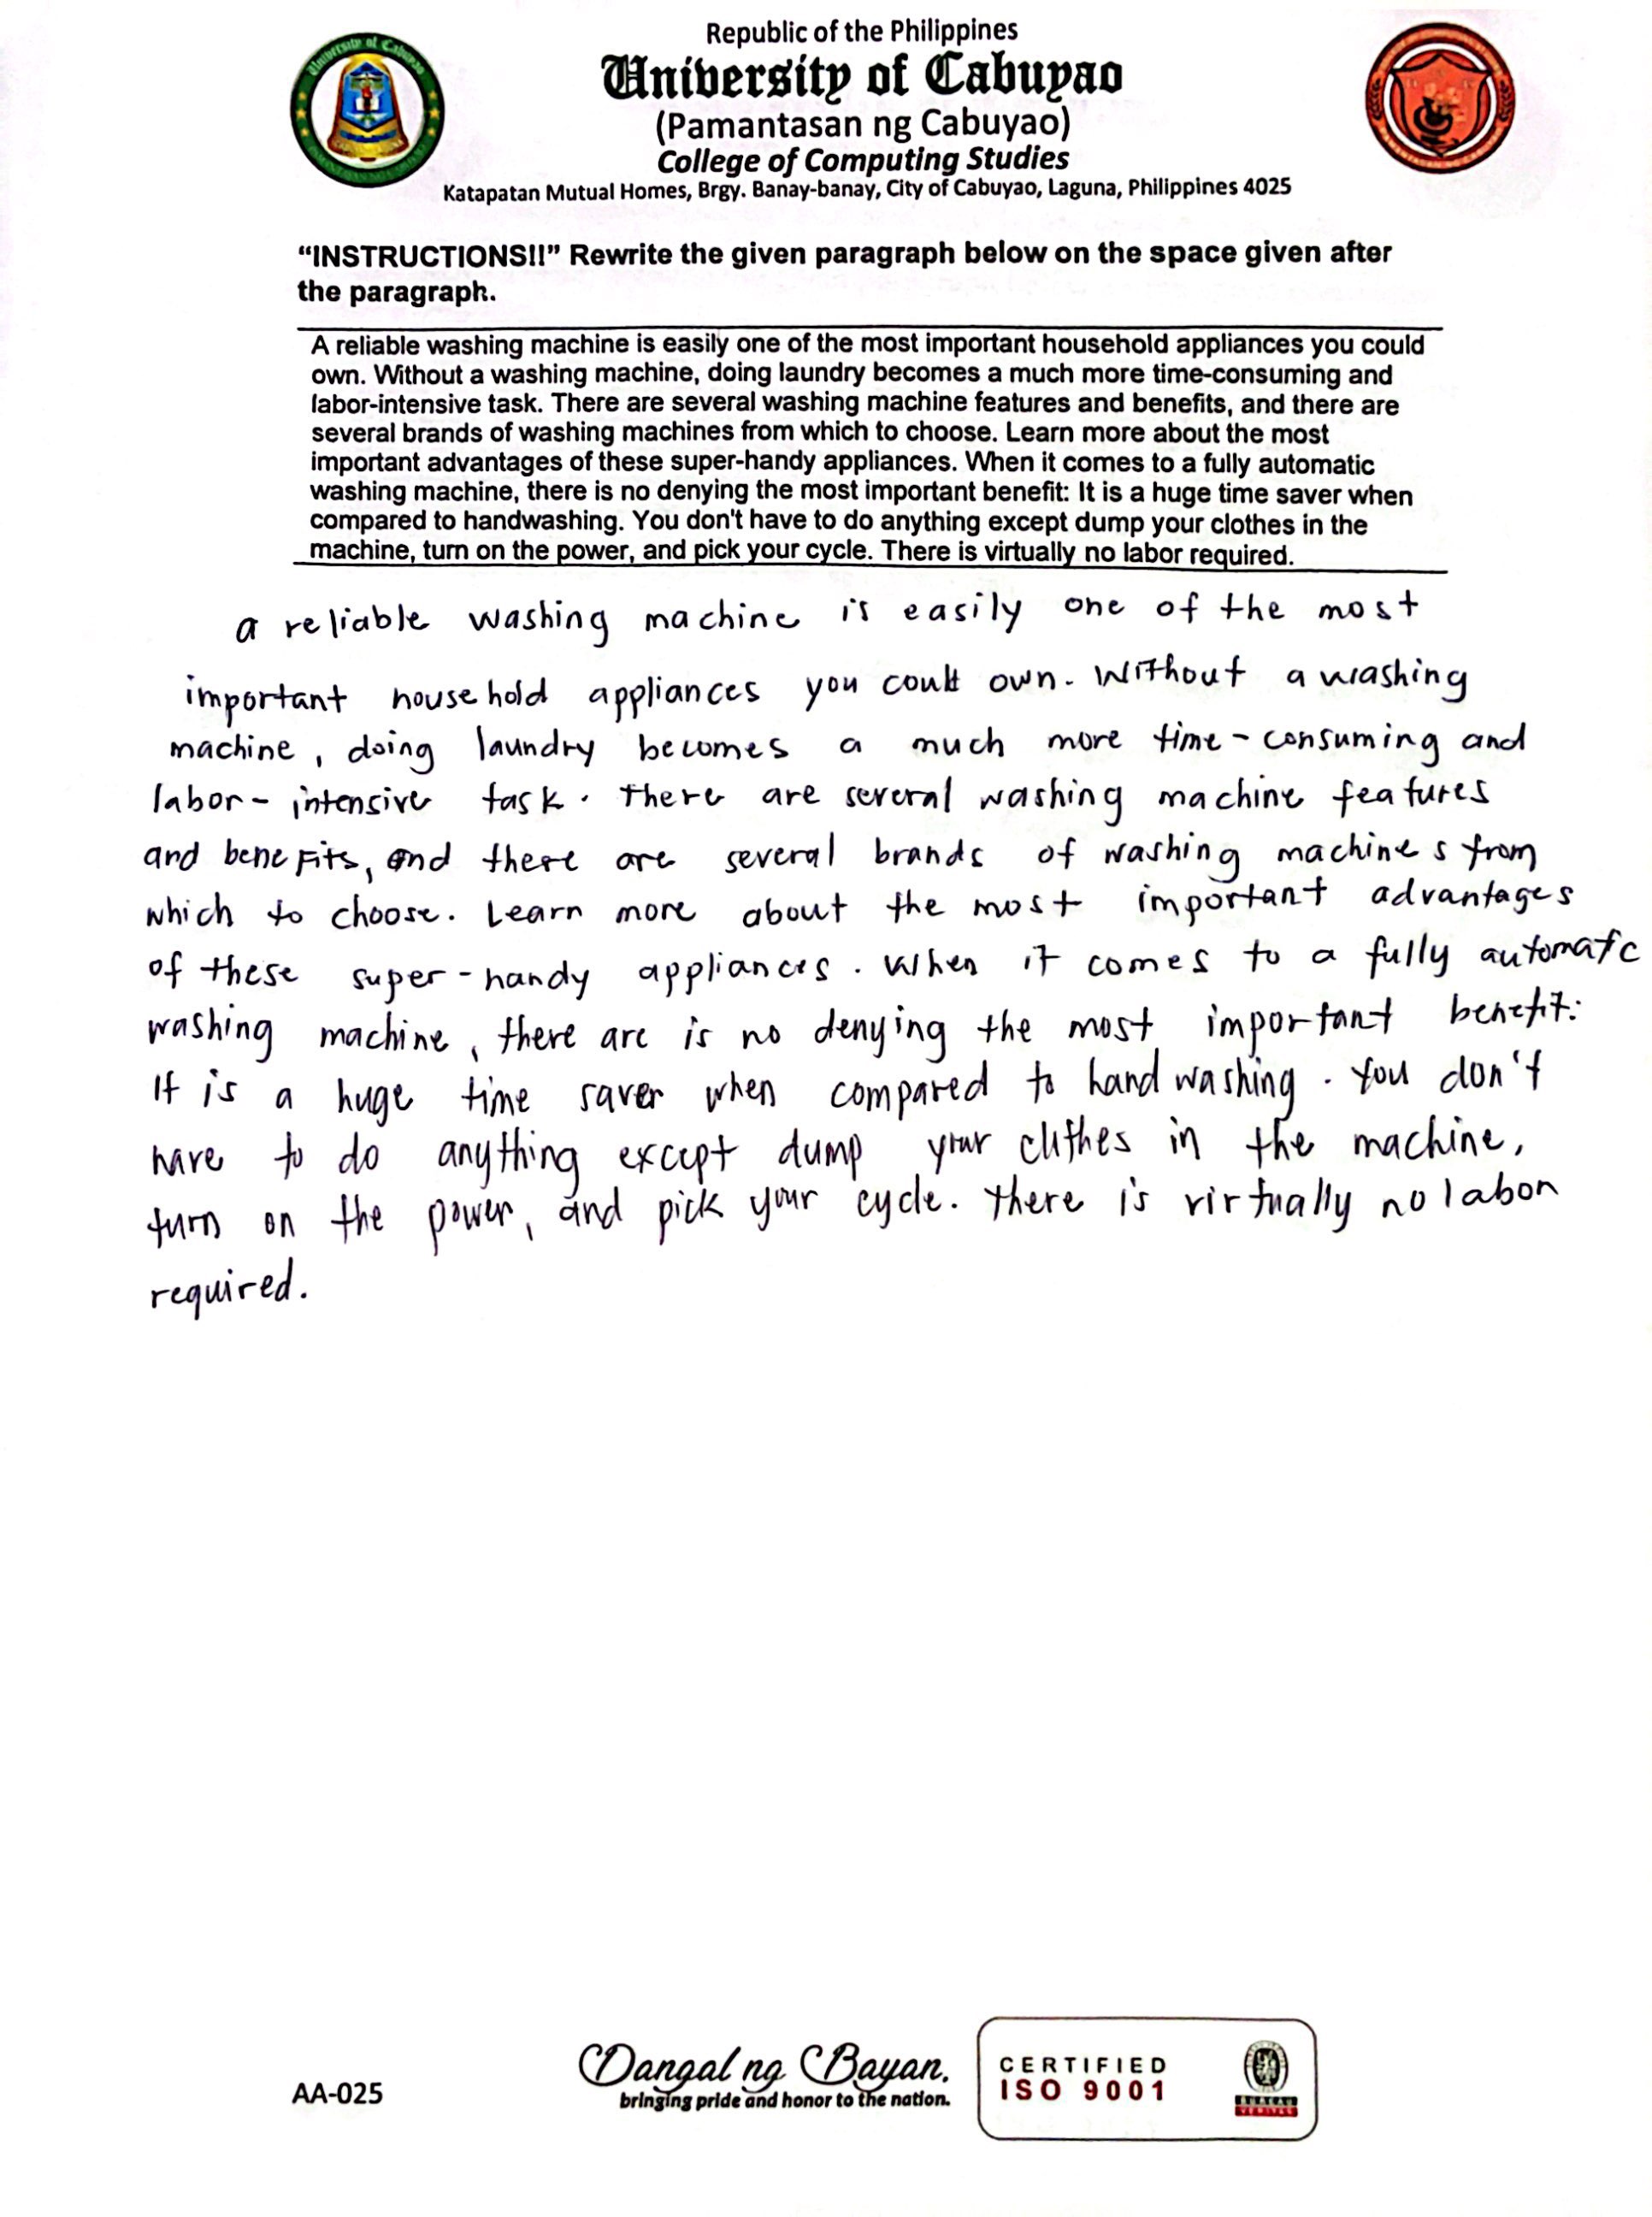 Republic of the Philippines
University of Cabuyao
(Pamantasan ng Cabuyao)
College of Computing Studies
Katapatan Mutual Homes, Brgy. Banay-banay, City of Cabuyao, Laguna, Philippines 4025
University of Cabuyao
“INSTRUCTIONS!!” Rewrite the given paragraph below on the space given after
the paragraph.
A reliable washing machine is easily one of the most important household appliances you could
own. Without a washing machine, doing laundry becomes a much more time-consuming and
labor-intensive task. There are several washing machine features and benefits, and there are
several brands of washing machines from which to choose. Learn more about the most
important advantages of these super-handy appliances. When it comes to a fully automatic
washing machine, there is no denying the most important benefit: It is a huge time saver when
compared to handwashing. You don't have to do anything except dump your clothes in the
machine, turn on the power, and pick your cycle. There is virtually no labor required.
a reliable washing machine is easily one of the most
important household appliances you could own. Without a washing
machine, doing laundry becomes a much more time-consuming and
labor-intensive task. There are several washing machine features
and benefits, and there are several brands of washing machines from
which to choose. Learn more about the most important advantages
of these super-handy appliances. When it comes to a fully automatc
washing machine, there are is no denying the most important benefit:
It is a huge time saver when compared to hand washing. You don't
have to do anything except dump your clothes in the machine,
turn on the power, and pick your cycle. There is virtually no labor
required.
AA-025
Dangal ng Bayan.
bringing pride and honor to the nation.
CERTIFIED
ISO 9001
BUREAU
VERITAS